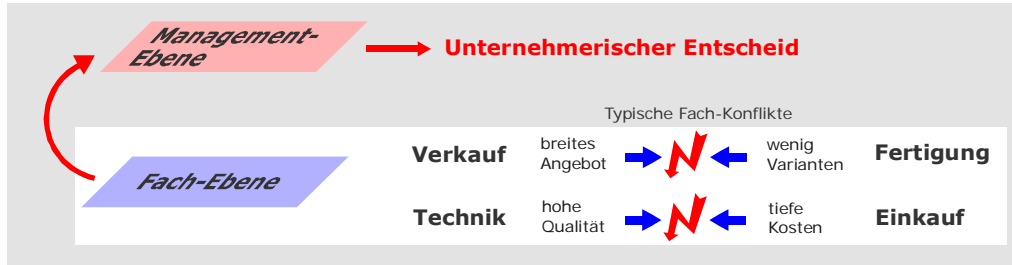 Management-
Ebene
Unternehmerischer Entscheid
Typische Fach-Konflikte
Verkauf
breites
Angebot
wenig
Varianten
Fertigung
Fach-Ebene
Technik
hohe
Qualität
tiefe
Kosten
Einkauf